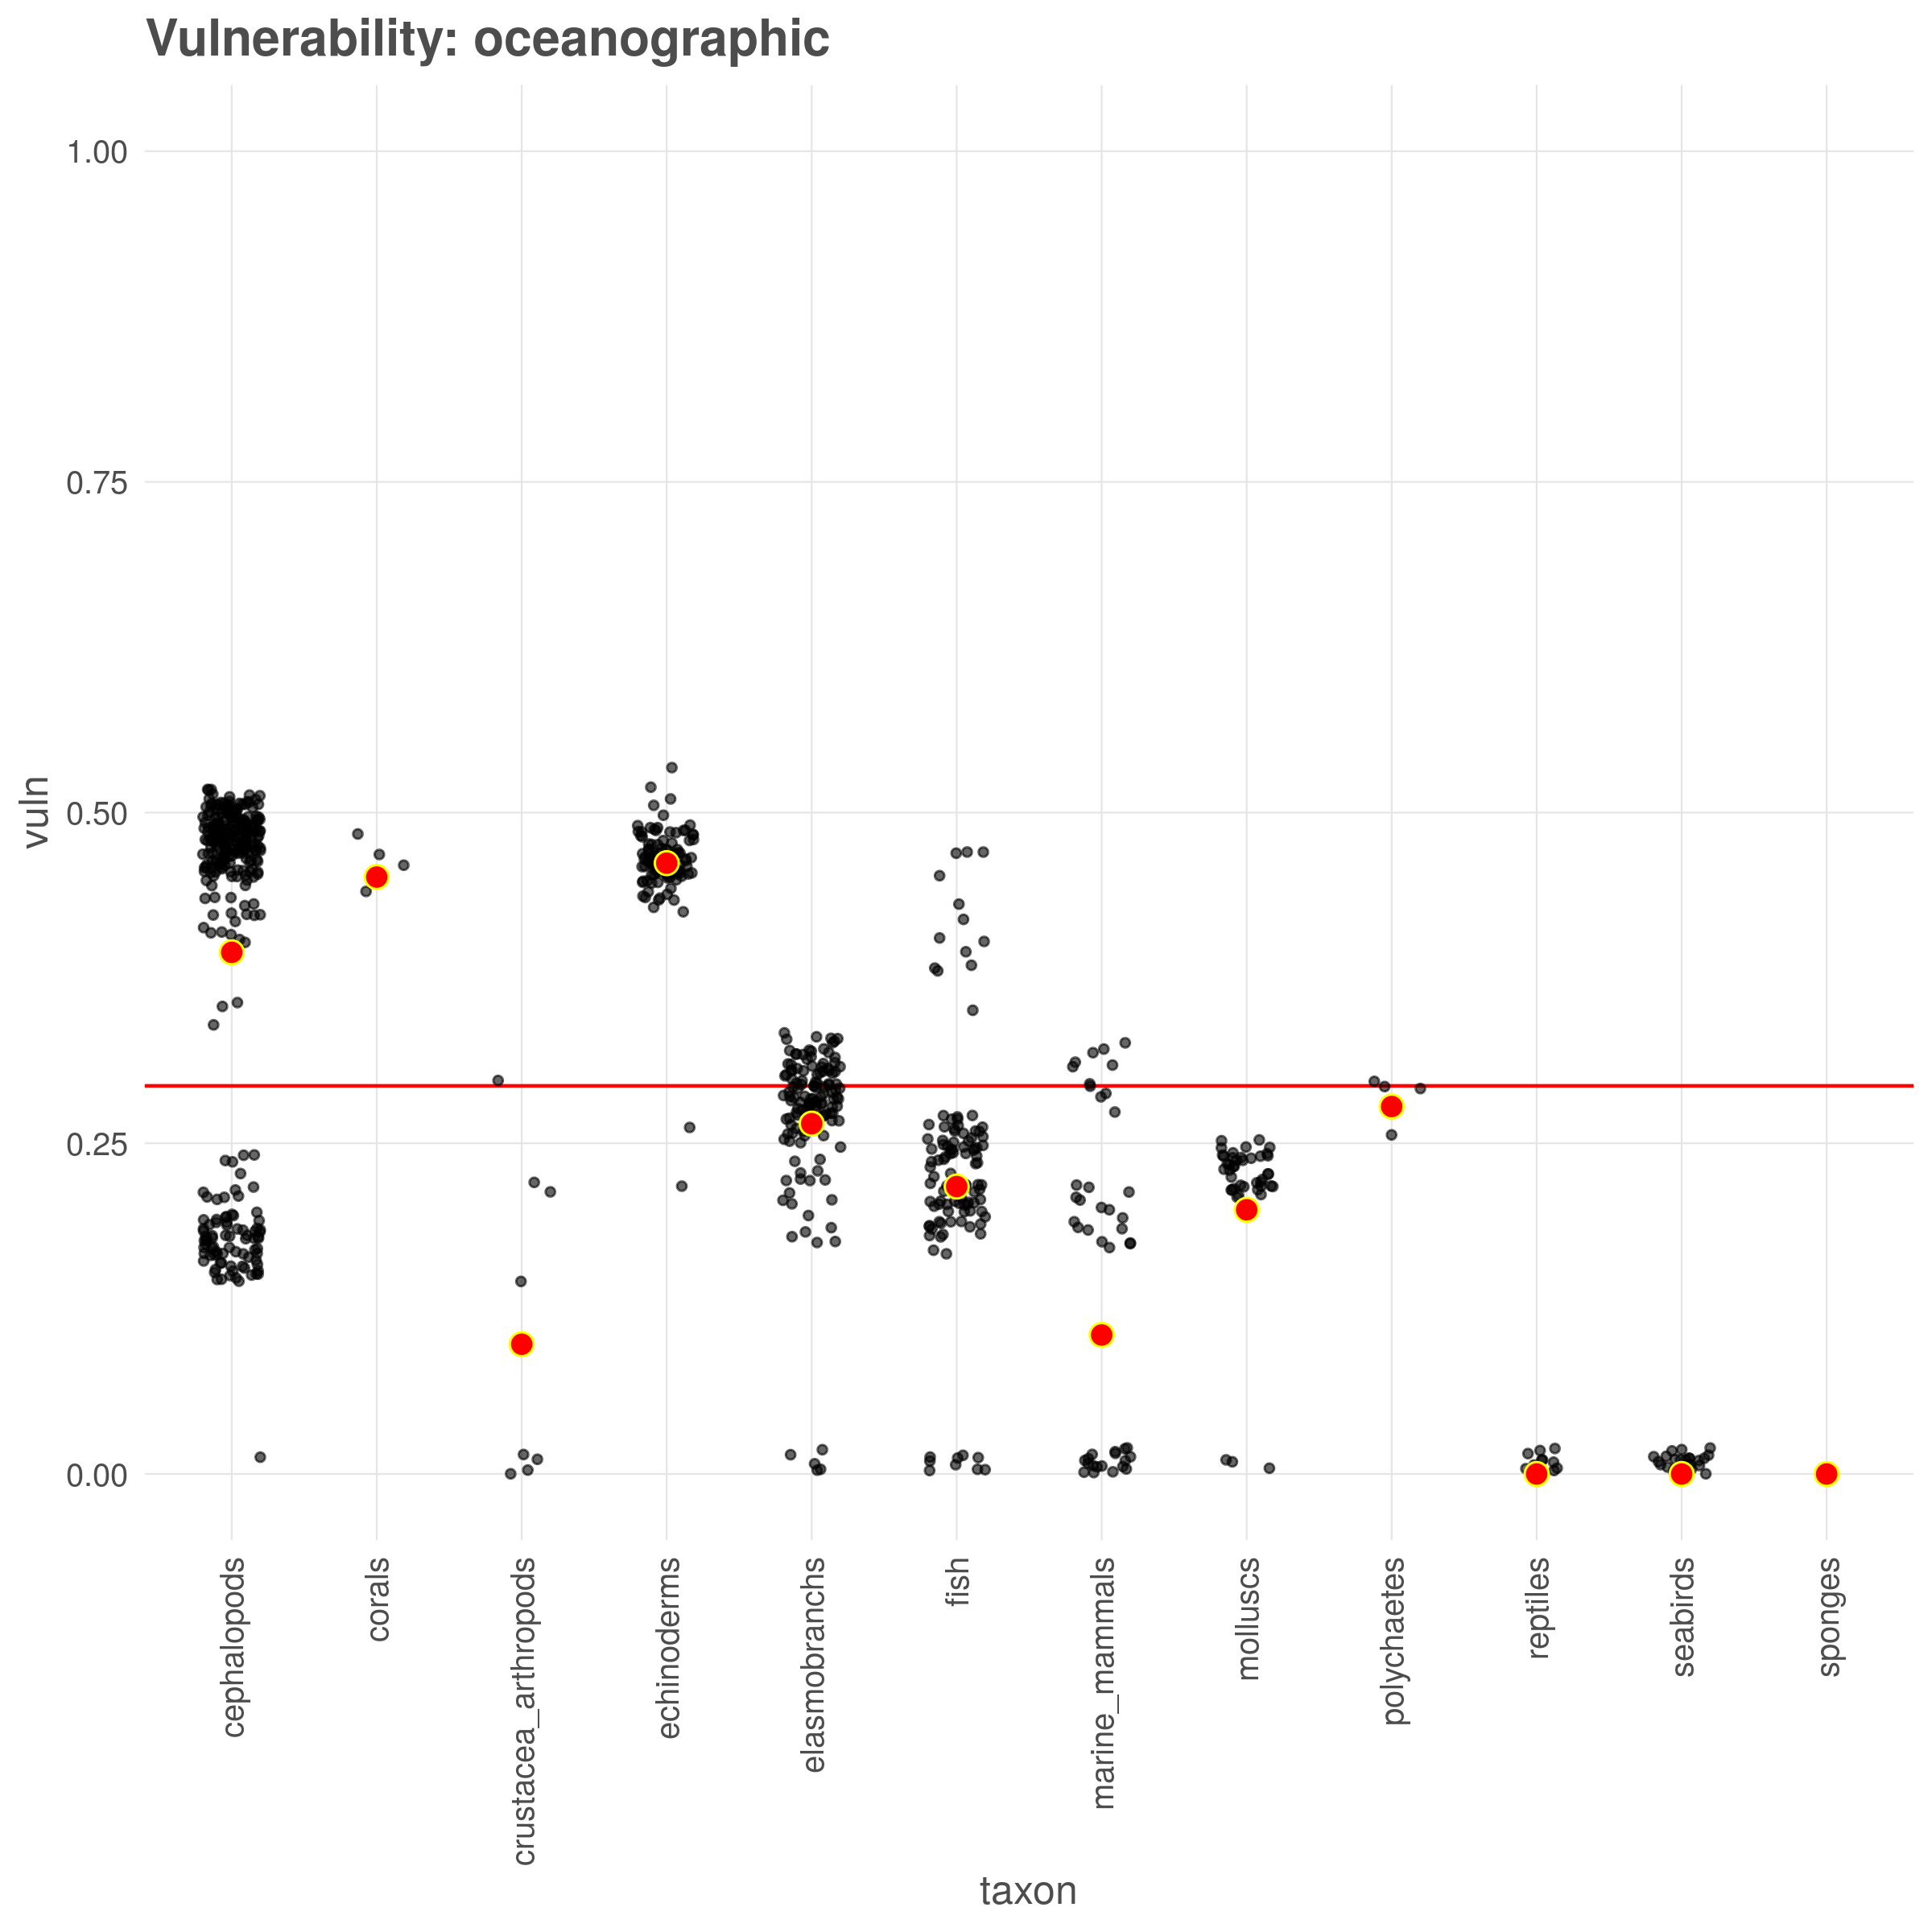 Vulnerability: oceanographic
vuln
1.00
0.75
0.50
0.25
0.00
cephalopods
corals
crustacea_arthropods
echinoderms
elasmobranchs
fish
marine_mammals
molluscs
polychaetes
reptiles
seabirds
sponges
taxon